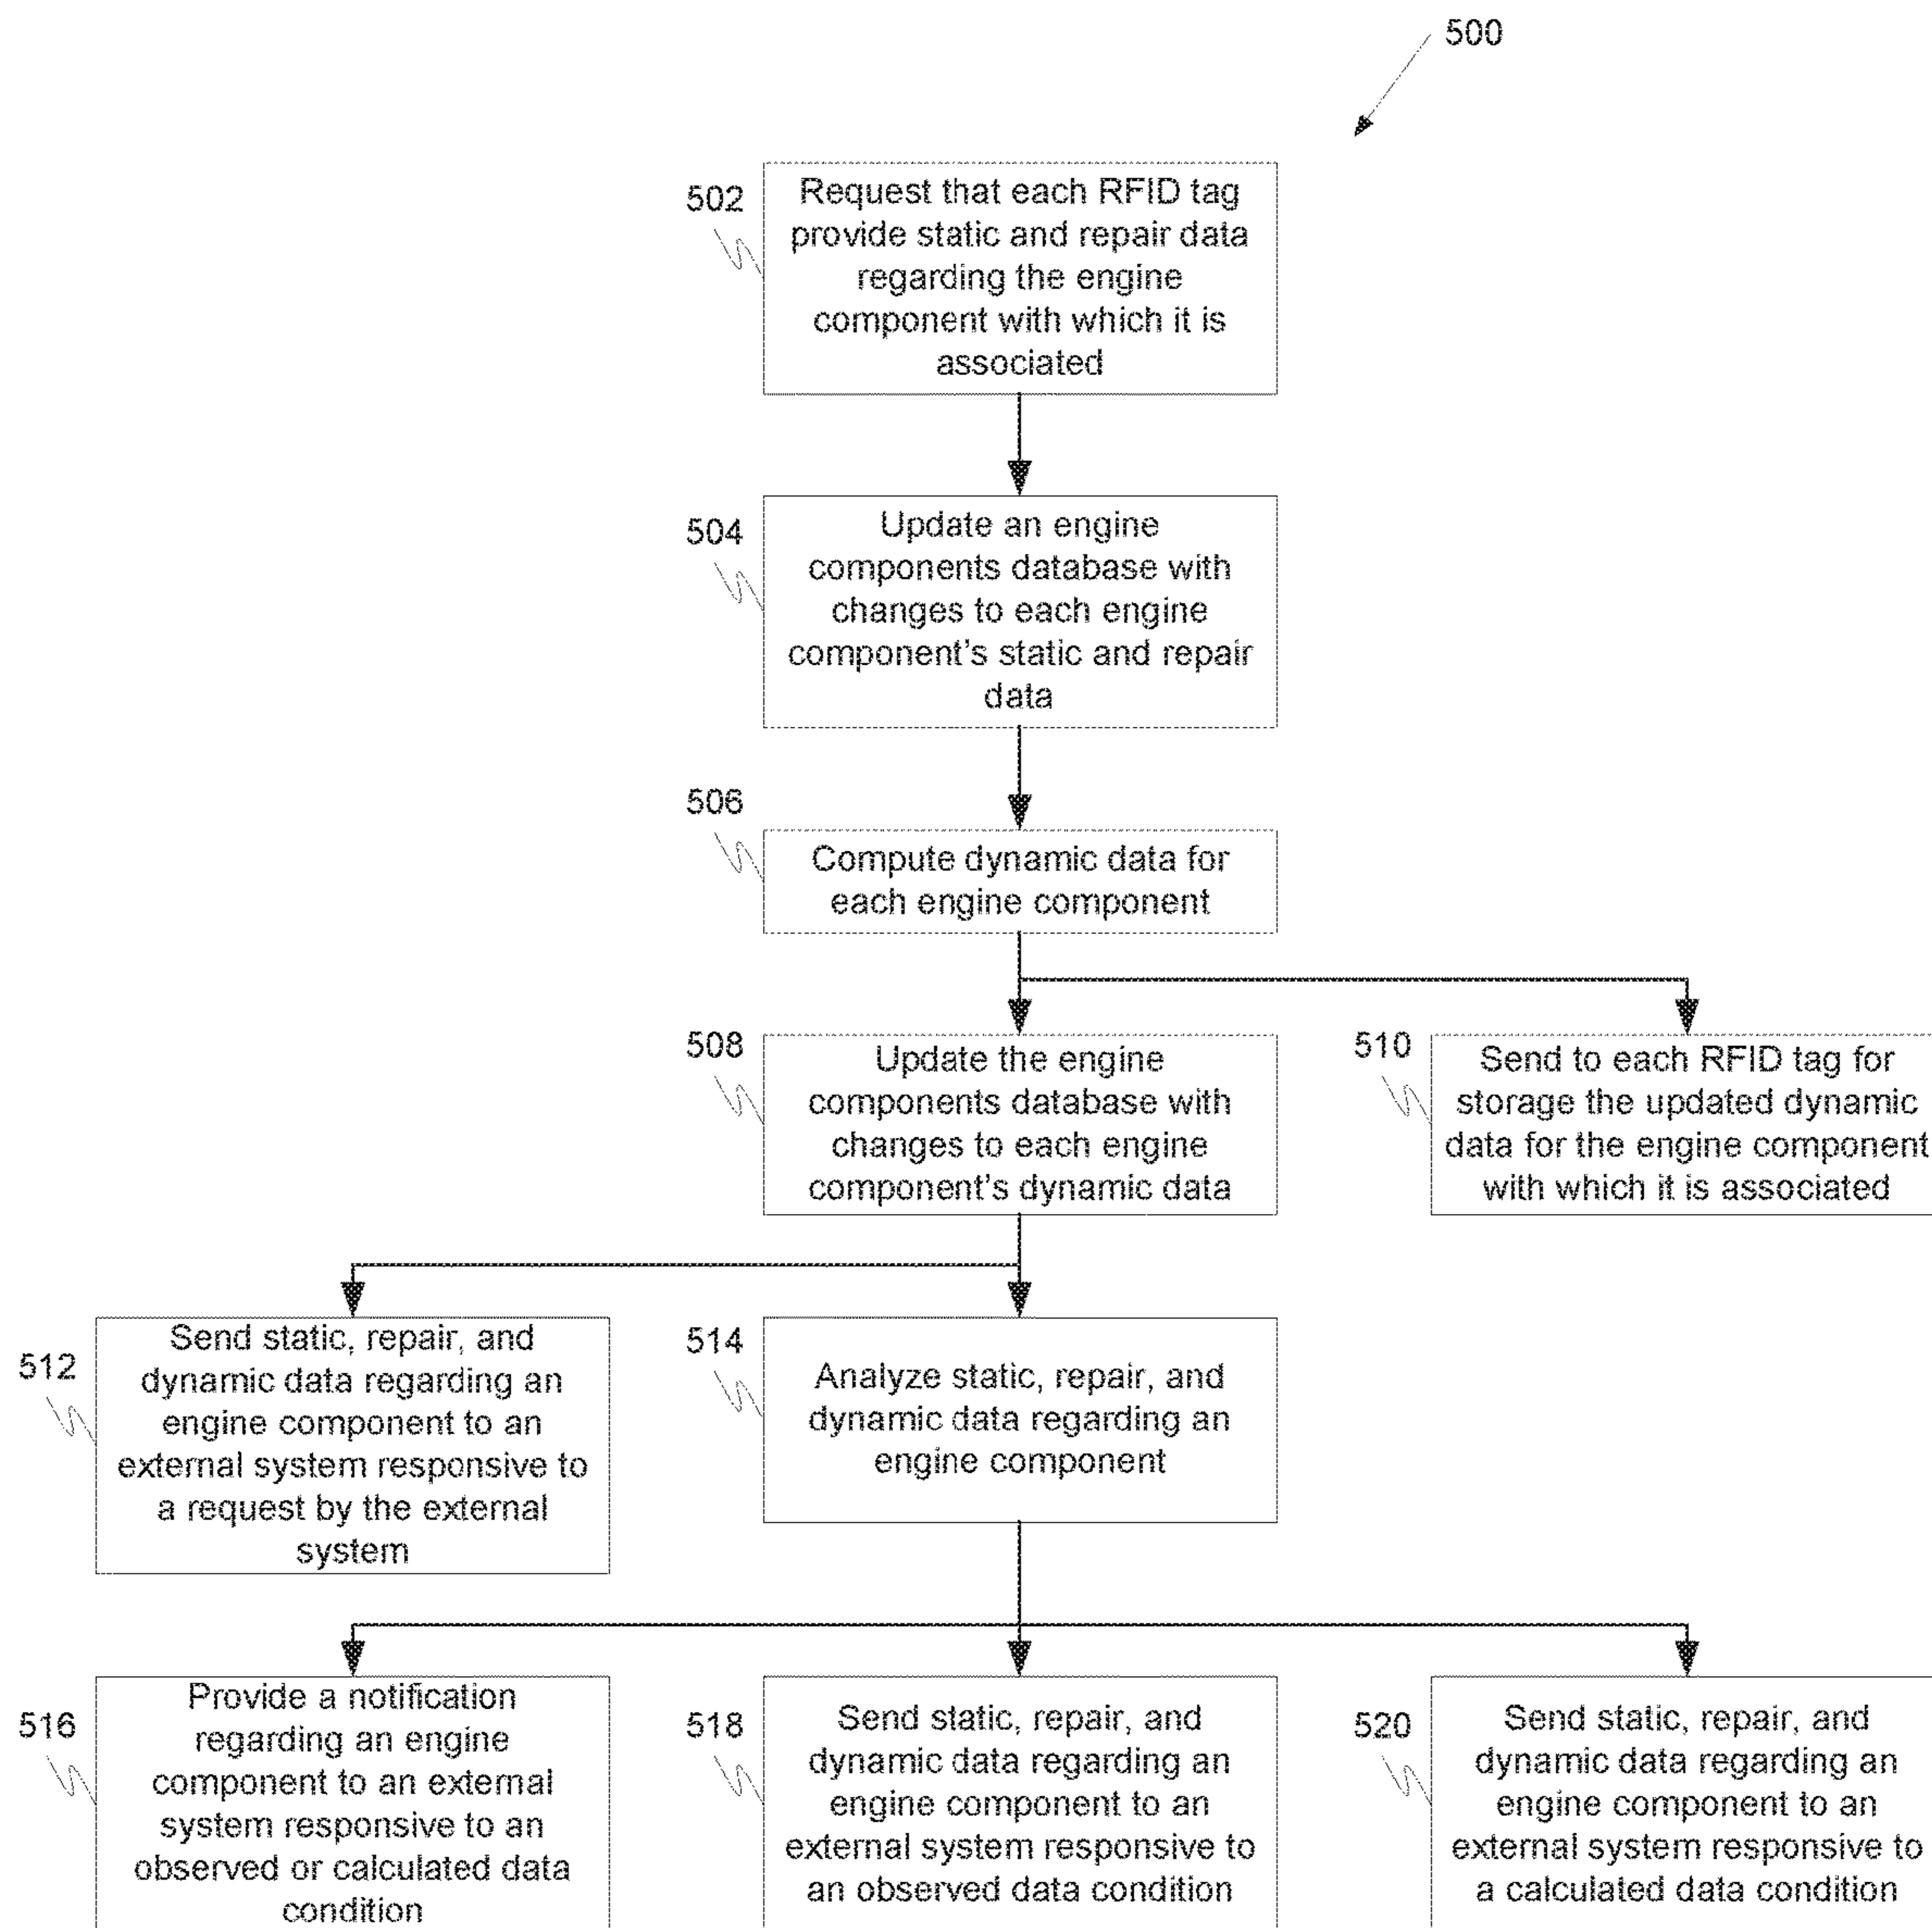 500
502
Request that each RFID tag
provide static and repair data
regarding the engine
component with which it is
associated
504
Update an engine
components database with
changes to each engine
component's static and repair
data
506
Compute dynamic data for
each engine component
508
Update the engine
components database with
changes to each engine
component's dynamic data
510
Send to each RFID tag for
storage the updated dynamic
data for the engine component
with which it is associated
512
Send static, repair, and
dynamic data regarding an
engine component to an
external system responsive to
a request by the external
system
514
Analyze static, repair, and
dynamic data regarding an
engine component
516
Provide a notification
regarding an engine
component to an external
system responsive to an
observed or calculated data
condition
518
Send static, repair, and
dynamic data regarding an
engine component to an
external system responsive to
an observed data condition
520
Send static, repair, and
dynamic data regarding an
engine component to an
external system responsive to
a calculated data condition